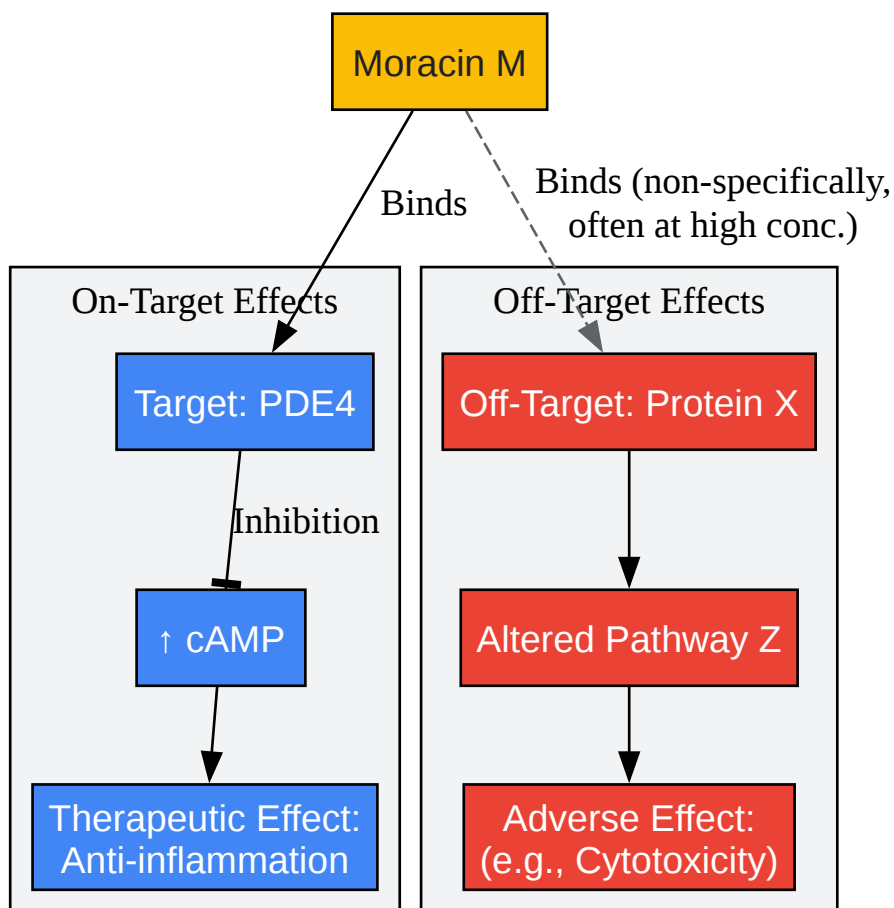 Moracin M
Binds
Binds (non-specifically,
often at high conc.)
On-Target Effects
Off-Target Effects
Target: PDE4
Off-Target: Protein X
Inhibition
↑ cAMP
Altered Pathway Z
Therapeutic Effect:
Anti-inflammation
Adverse Effect:
(e.g., Cytotoxicity)